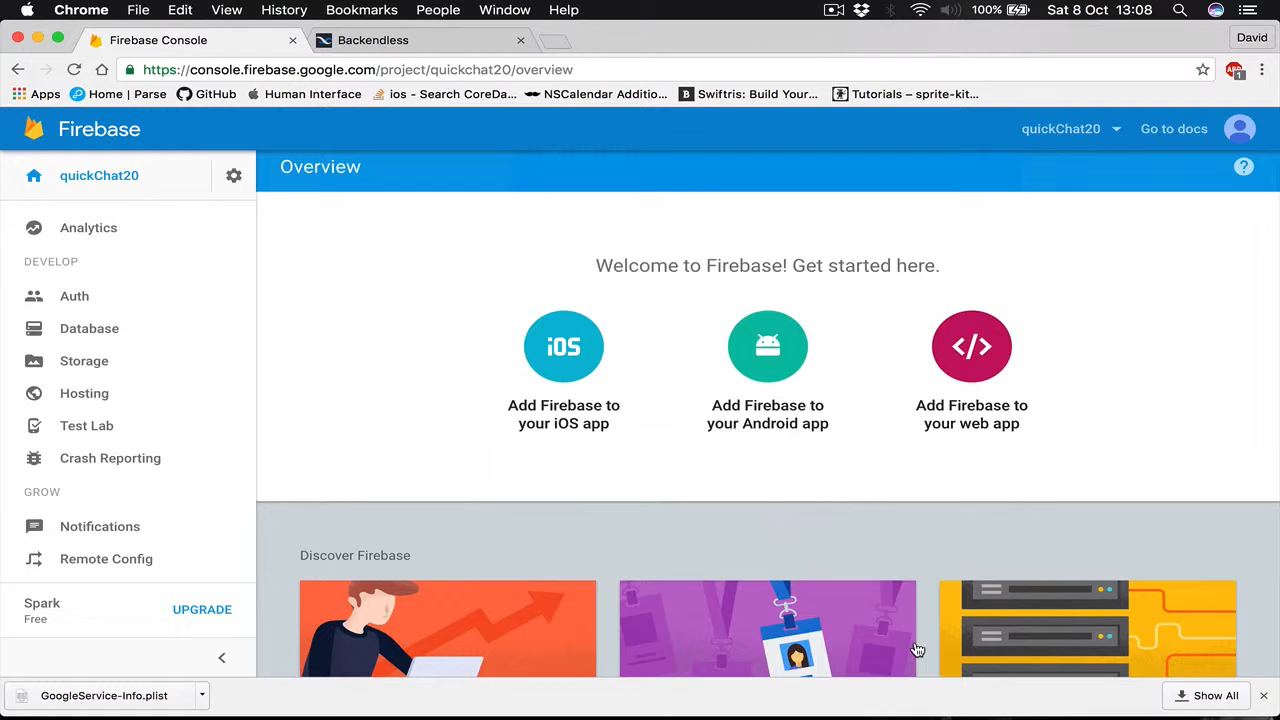 Chrome File Edit View History Bookmarks People Window Help 100% Sat 8 Oct 13:08
Firebase Console Backendless David
https://console.firebase.google.com/project/quickchat20/overview ABP 1
Apps Home | Parse GitHub Human Interface ios - Search CoreDa... NSCalendar Additio... B Swiftris: Build Your... Tutorials – sprite-kit...
Firebase quickChat20 Go to docs
quickChat20 Overview ?
Analytics
DEVELOP
Auth
Database
Storage
Hosting
Test Lab
Crash Reporting
GROW
Notifications
Remote Config
Spark
Free
UPGRADE
Welcome to Firebase! Get started here.
iOS </>
Add Firebase to
your iOS app
Add Firebase to
your Android app
Add Firebase to
your web app
Discover Firebase
GoogleService-Info.plist Show All